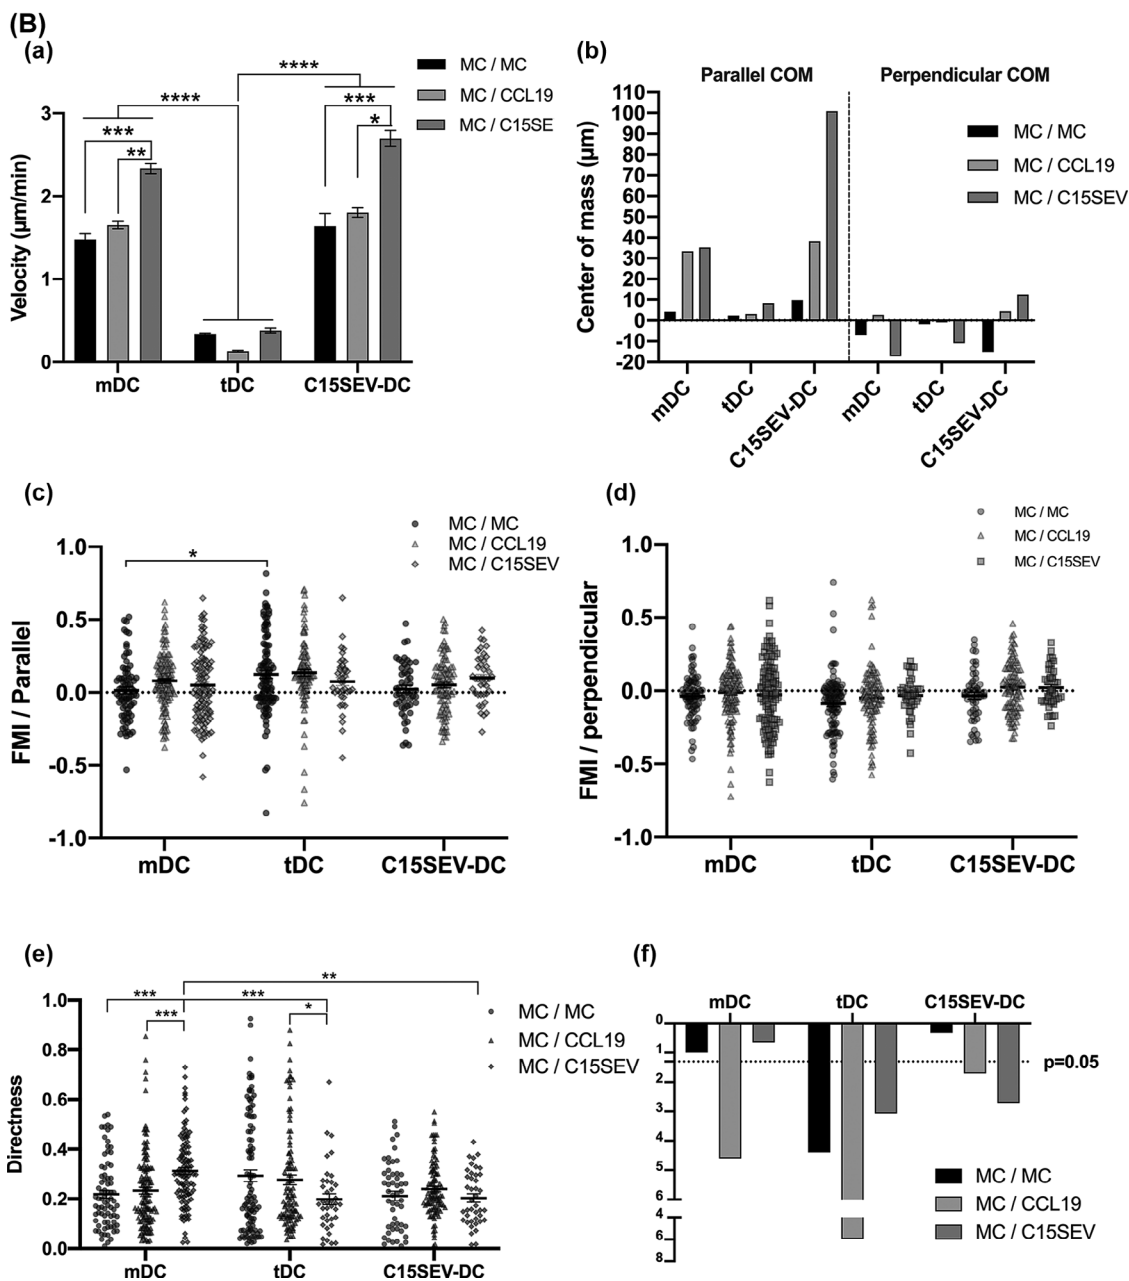 (B)
(a)
MC / MC
MC / CCL19
MC / C15SE
****
****
***
**
***
*
Velocity (µm/min)
3
2
1
0
mDC
tDC
C15SEV-DC
(b)
Parallel COM
Perpendicular COM
MC / MC
MC / CCL19
MC / C15SEV
Center of mass (µm)
110
100
90
80
70
60
50
40
30
20
10
0
-10
-20
mDC
tDC
C15SEV-DC
mDC
tDC
C15SEV-DC
(c)
MC / MC
MC / CCL19
MC / C15SEV
*
FMI / Parallel
1.0
0.5
0.0
-0.5
-1.0
mDC
tDC
C15SEV-DC
(d)
MC / MC
MC / CCL19
MC / C15SEV
FMI / perpendicular
1.0
0.5
0.0
-0.5
-1.0
mDC
tDC
C15SEV-DC
(e)
**
***
***
***
*
MC / MC
MC / CCL19
MC / C15SEV
Directness
1.0
0.8
0.6
0.4
0.2
0.0
mDC
tDC
C15SEV-DC
(f)
mDC
tDC
C15SEV-DC
0
1
2
3
4
5
6
4
6
8
p=0.05
MC / MC
MC / CCL19
MC / C15SEV